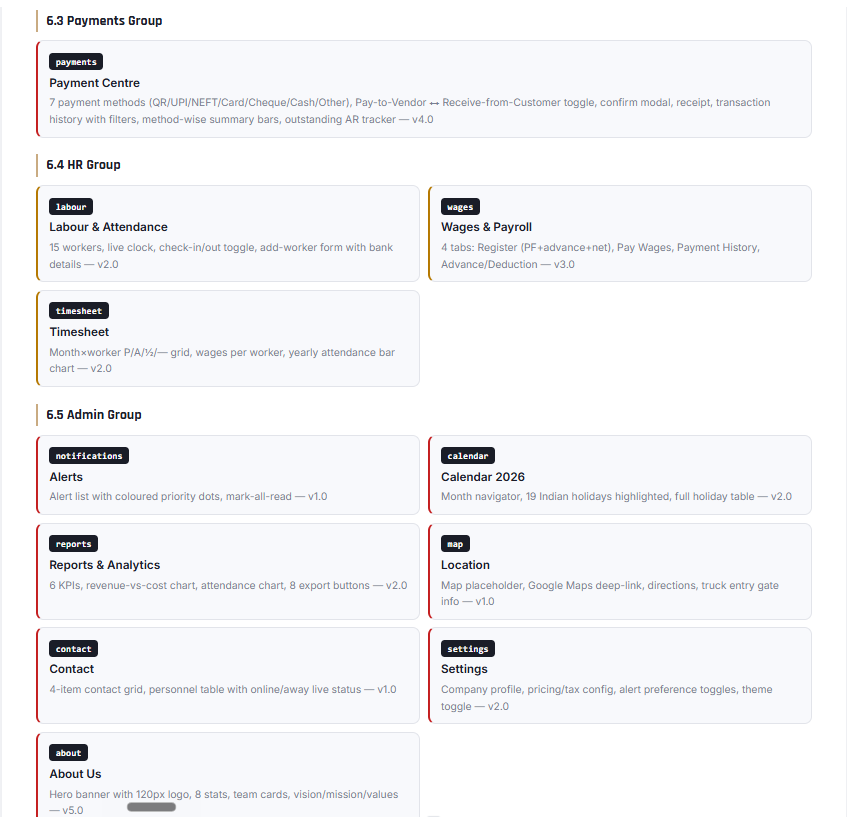 6.3 Payments Group
payments
Payment Centre
7 payment methods (QR/UPI/NEFT/Card/Cheque/Cash/Other), Pay-to-Vendor ↔ Receive-from-Customer toggle, confirm modal, receipt, transaction
history with filters, method-wise summary bars, outstanding AR tracker — v4.0
6.4 HR Group
labour
Labour & Attendance
15 workers, live clock, check-in/out toggle, add-worker form with bank
details — v2.0
wages
Wages & Payroll
4 tabs: Register (PF+advance+net), Pay Wages, Payment History,
Advance/Deduction — v3.0
timesheet
Timesheet
Month×worker P/A/½/— grid, wages per worker, yearly attendance bar
chart — v2.0
6.5 Admin Group
notifications
Alerts
Alert list with coloured priority dots, mark-all-read — v1.0
calendar
Calendar 2026
Month navigator, 19 Indian holidays highlighted, full holiday table — v2.0
reports
Reports & Analytics
6 KPIs, revenue-vs-cost chart, attendance chart, 8 export buttons — v2.0
map
Location
Map placeholder, Google Maps deep-link, directions, truck entry gate
info — v1.0
contact
Contact
4-item contact grid, personnel table with online/away live status — v1.0
settings
Settings
Company profile, pricing/tax config, alert preference toggles, theme
toggle — v2.0
about
About Us
Hero banner with 120px logo, 8 stats, team cards, vision/mission/values
— v5.0